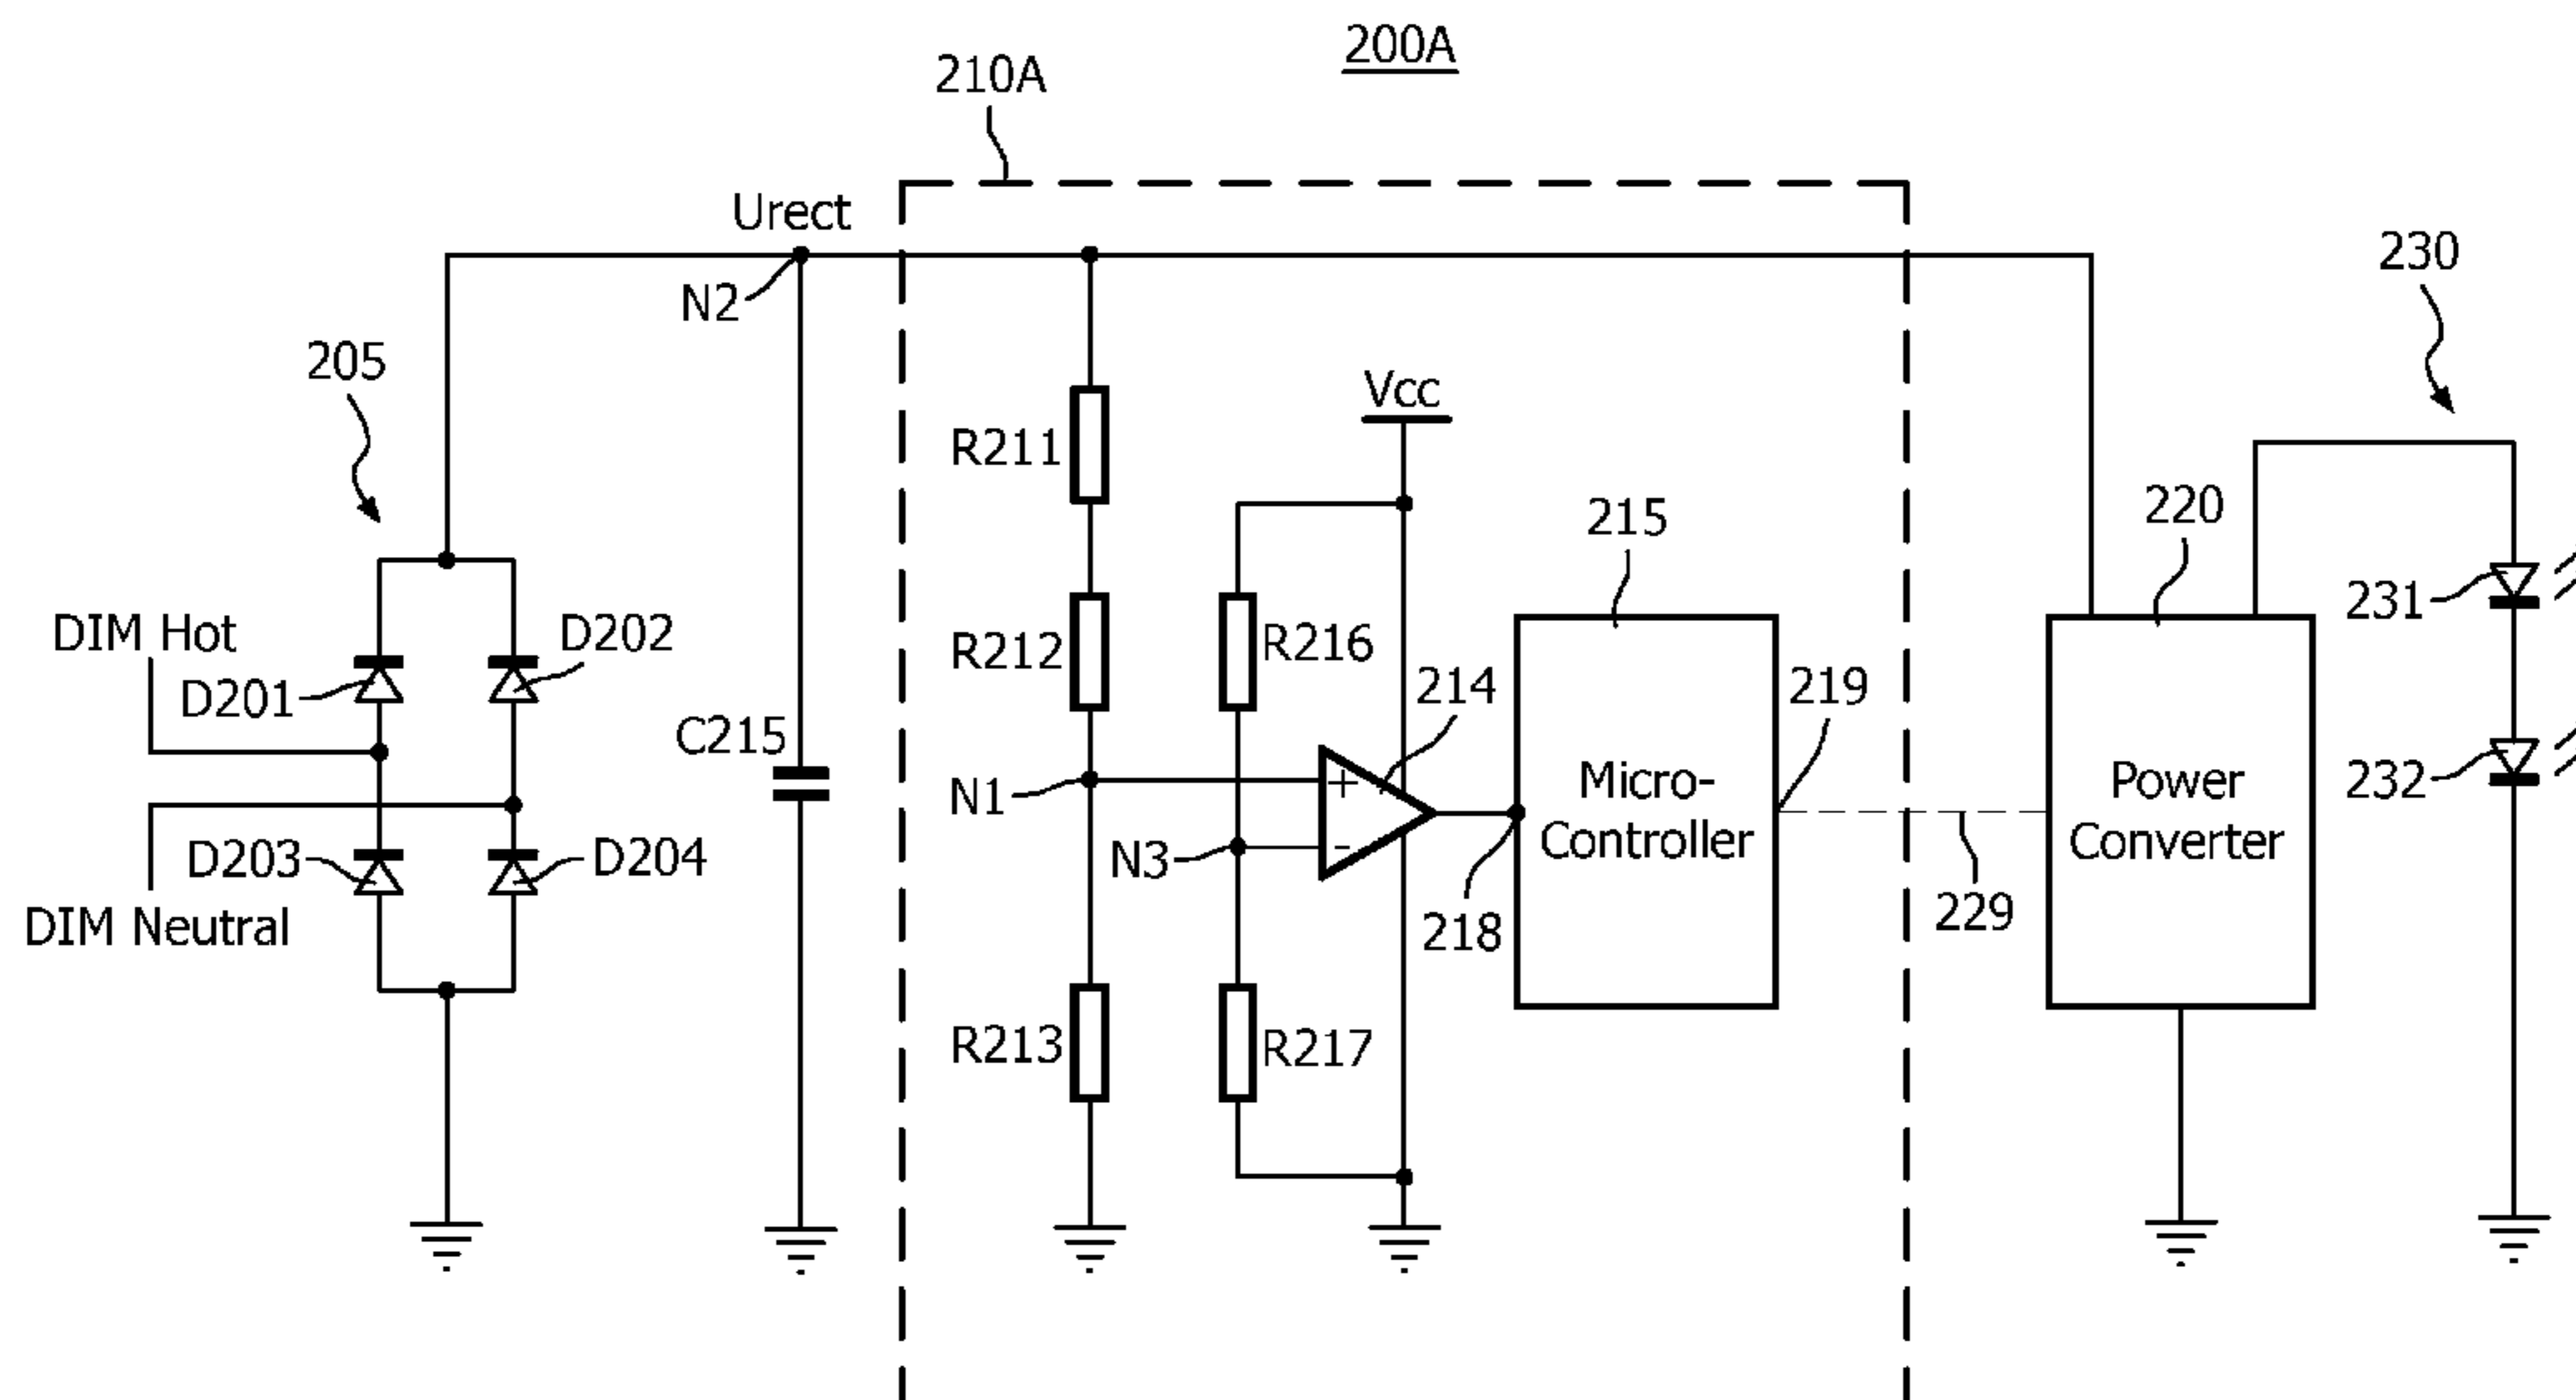 200A
210A
Urect
N2
230
205
Vcc
R211
215
220
DIM Hot
D202
231
R212
R216
214
219
D201
C215
N1
+
Micro-
Controller
Power
Converter
232
D203
D204
N3
-
218
229
DIM Neutral
R213
R217